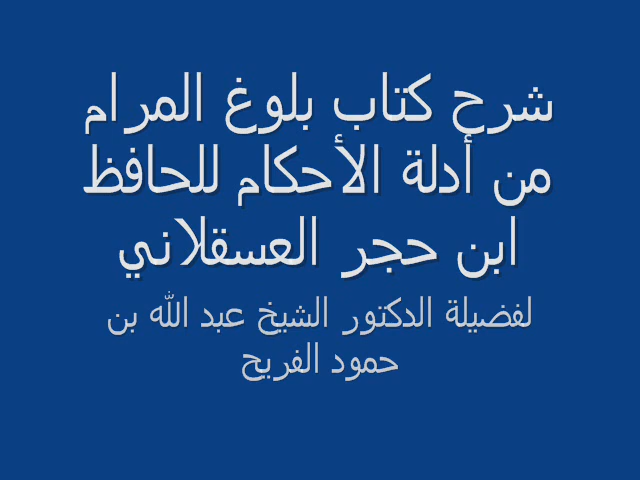 شرح كتاب بلوغ المرام
من أدلة الأحكام للحافظ
ابن حجر العسقلاني
لفضيلة الدكتور الشيخ عبد الله بن
حمود الفريح